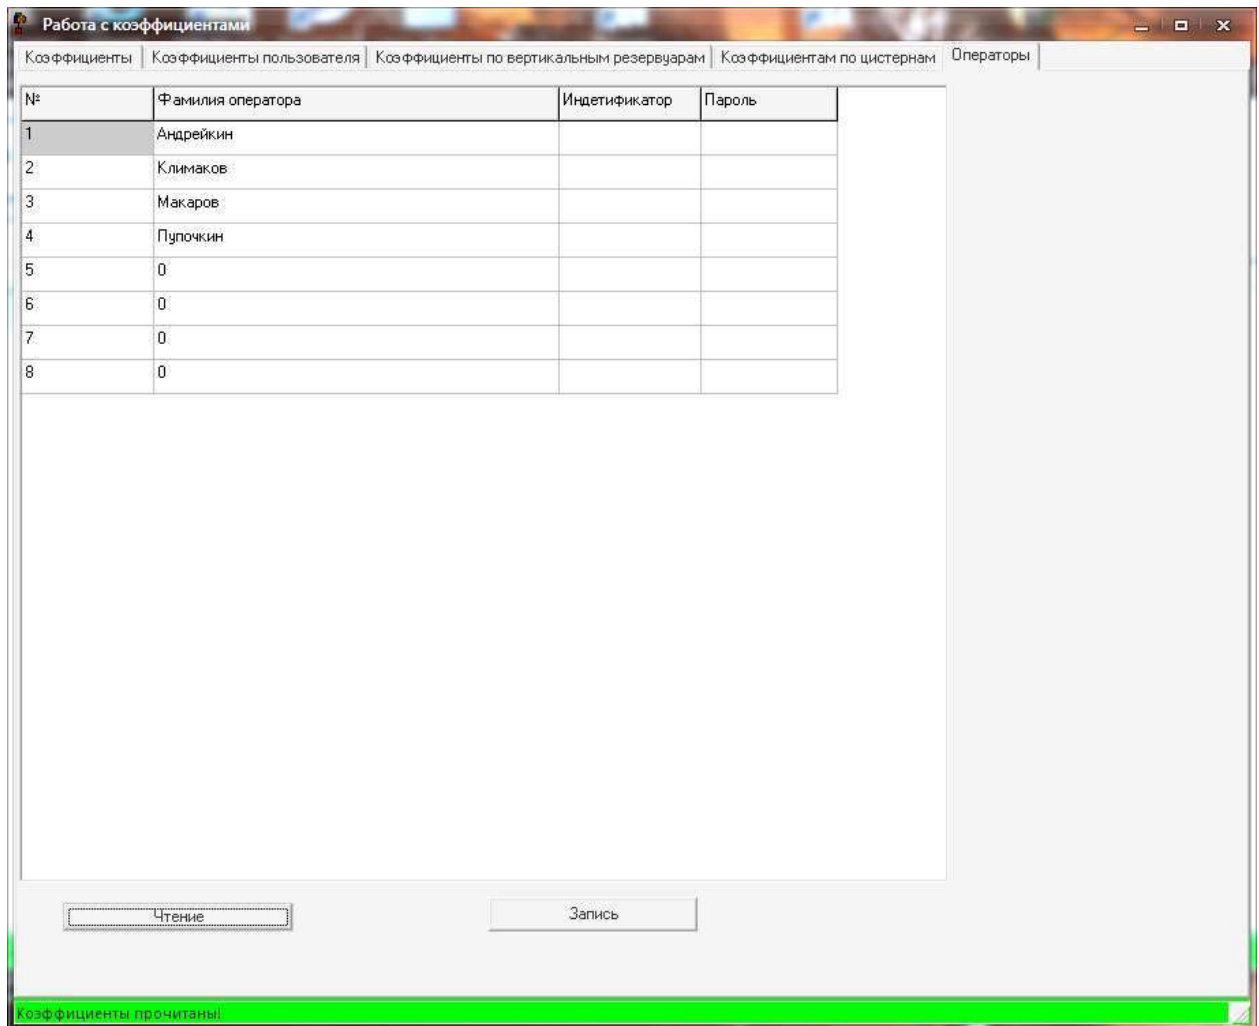 Работа с коэффициентами
Коэффициенты Коэффициенты пользователя Коэффициенты по вертикальным резервуарам Коэффициентам по цистернам Операторы
№ Фамилия оператора Индетификатор Пароль
1 Андрейкин
2 Климаков
3 Макаров
4 Пупочкин
5 0
6 0
7 0
8 0
Чтение Запись
Коэффициенты прочитаны!